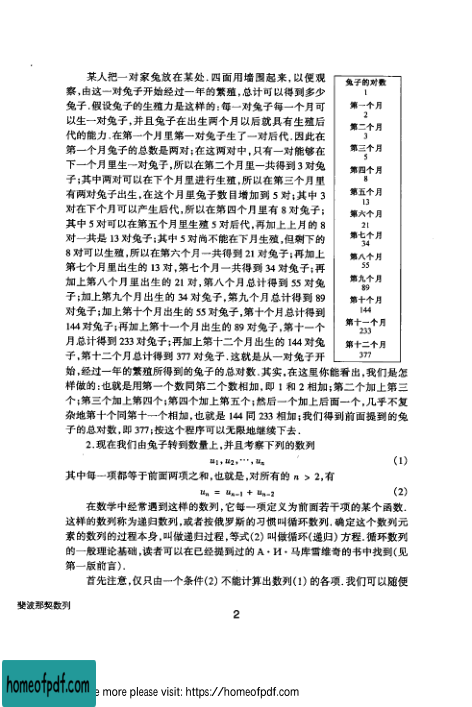 某人把一对家兔放在某处.四面用墙围起来,以便观
察,由这一对兔子开始经过一年的繁殖,总计可以得到多少
兔子.假设兔子的生殖力是这样的:每一对兔子每一个月可
以生一对兔子,并且兔子在出生两个月以后就具有生殖后
代的能力.在第一个月里第一对兔子生了一对后代.因此在
第一个月兔子的总数是两对;在这两对中,只有一对能够在
下一个月里生一对兔子,所以在第二个月里一共得到3对兔
子;其中两对可以在下个月里进行生殖,所以在第三个月里
有两对兔子出生,在这个月里兔子数目增加到5对;其中3
对在下个月可以产生后代,所以在第四个月里有8对兔子;
其中5对可以在第五个月里生殖5对后代,再加上上月的8
对一共是13对兔子;其中5对尚不能在下月生殖,但剩下的
8对可以生殖,所以在第六个月一共得到21对兔子;再加上
第七个月里出生的13对,第七个月一共得到34对兔子;再
加上第八个月里出生的21对,第八个月总计得到55对兔
子;加上第九个月出生的34对兔子,第九个月总计得到89
对兔子;加上第十个月出生的55对兔子,第十个月总计得到
144对兔子;再加上第十一个月出生的89对兔子,第十一个
月总计得到233对兔子;再加上第十二个月出生的144对兔
子,第十二个月总计得到377对兔子.这就是从一对兔子开
始,经过一年的繁殖所得到的兔子的总对数.其实,在这里你能看出,我们是怎
样做的:也就是用第一个数同第二个数相加,即1和2相加;第二个加上第三
个;第三个加上第四个;第四个加上第五个;然后一个加上后面一个,几乎不复
杂地第十个同第十一个相加,也就是144同233相加;我们得到前面提到的兔
子的总对数,即377;按这个程序可以无限地继续下去.
兔子的对数
1
第一个月
2
第二个月
3
第三个月
5
第四个月
8
第五个月
13
第六个月
21
第七个月
34
第八个月
55
第九个月
89
第十个月
144
第十一个月
233
第十二个月
377
2.现在我们由兔子转到数量上,并且考察下列的数列
u₁,u₂,⋯,uₙ (1)
其中每一项都等于前面两项之和,也就是,对所有的 n > 2,有
uₙ = uₙ₋₁ + uₙ₋₂ (2)
在数学中经常遇到这样的数列,它每一项定义为前面若干项的某个函数.
这样的数列称为递归数列,或者按俄罗斯的习惯叫循环数列.确定这个数列元
素的数列的过程本身,叫做递归过程,等式(2)叫做循环(递归)方程.循环数列
的一般理论基础,读者可以在已经提到过的A·И·马库雪维奇的书中找到(见
第一版前言).
首先注意,仅只由一个条件(2)不能计算出数列(1)的各项.我们可以随便
斐波那契数列
2
homeofpdf.com
e more please visit: https://homeofpdf.com